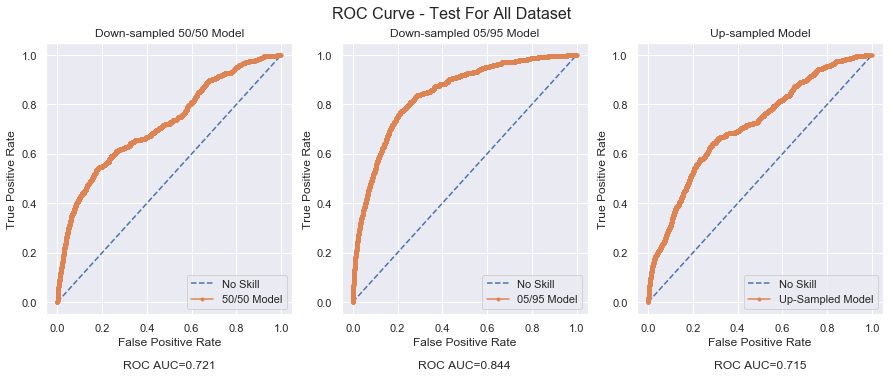 ROC Curve - Test For All Dataset
Down-sampled 50/50 Model
1.0
0.8
0.6
0.4
0.2
0.0
True Positive Rate
0.0 0.2 0.4 0.6 0.8 1.0
False Positive Rate
No Skill
50/50 Model
ROC AUC=0.721
Down-sampled 05/95 Model
1.0
0.8
0.6
0.4
0.2
0.0
True Positive Rate
0.0 0.2 0.4 0.6 0.8 1.0
False Positive Rate
No Skill
05/95 Model
ROC AUC=0.844
Up-sampled Model
1.0
0.8
0.6
0.4
0.2
0.0
True Positive Rate
0.0 0.2 0.4 0.6 0.8 1.0
False Positive Rate
No Skill
Up-Sampled Model
ROC AUC=0.715